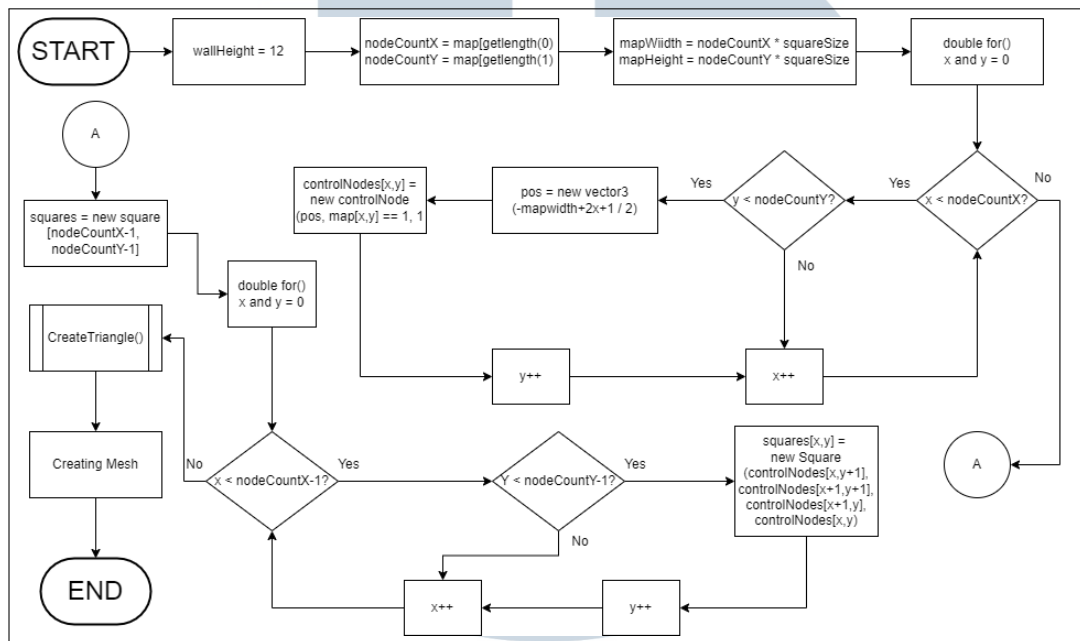 START
wallHeight = 12
nodeCountX = map[getlength(0)
nodeCountY = map[getlength(1)
mapWiidth = nodeCountX * squareSize
mapHeight = nodeCountY * squareSize
double for()
x and y = 0
x < nodeCountX?
Yes
No
y < nodeCountY?
Yes
No
pos = new vector3
(-mapwidth+2x+1 / 2)
controlNodes[x,y] =
new controlNode
(pos, map[x,y] == 1, 1
y++
x++
A
A
squares = new square
[nodeCountX-1,
nodeCountY-1]
double for()
x and y = 0
x < nodeCountX-1?
Yes
No
Y < nodeCountY-1?
Yes
No
squares[x,y] =
new Square
(controlNodes[x,y+1],
controlNodes[x+1,y+1],
controlNodes[x+1,y],
controlNodes[x,y)
y++
x++
CreateTriangle()
Creating Mesh
END